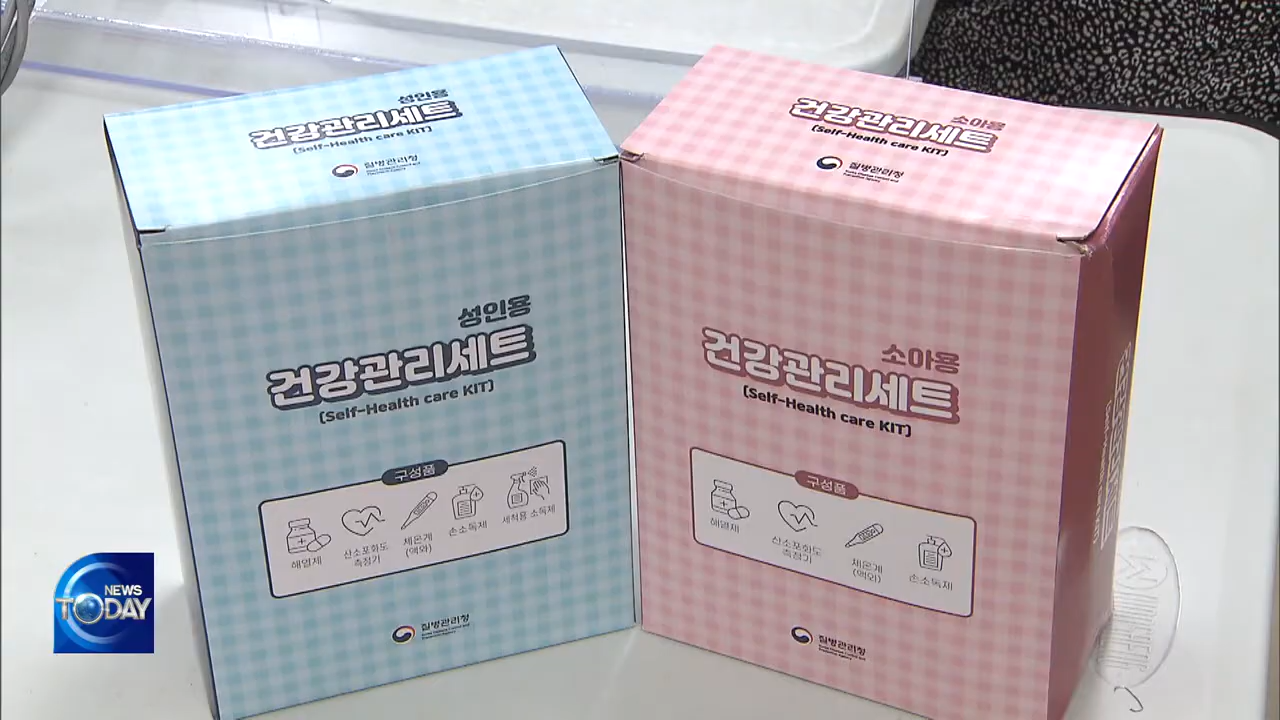 성인용
건강관리세트
(Self-Health care KIT)
질병관리청
성인용
건강관리세트
(Self-Health care KIT)
구성품
해열제
산소포화도
측정기
체온계
(액와)
손소독제
세척용 소독제
질병관리청
소아용
건강관리세트
(Self-Health care KIT)
질병관리청
소아용
건강관리세트
(Self-Health care KIT)
구성품
해열제
산소포화도
측정기
체온계
(액와)
손소독제
질병관리청
NEWS
TODAY